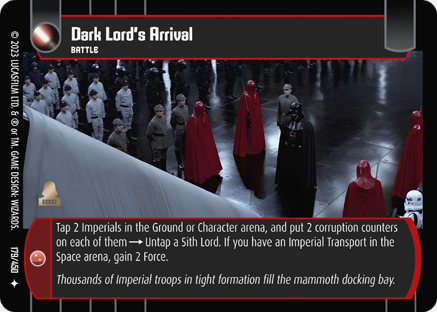 Dark Lord's Arrival
BATTLE
© 2023 LUCASFILM LTD. & ® OR TM. GAME DESIGN: WIZARDS.
IDC
Tap 2 Imperials in the Ground or Character arena, and put 2 corruption counters
on each of them → Untap a Sith Lord. If you have an Imperial Transport in the
Space arena, gain 2 Force.
Thousands of Imperial troops in tight formation fill the mammoth docking bay.
179/450